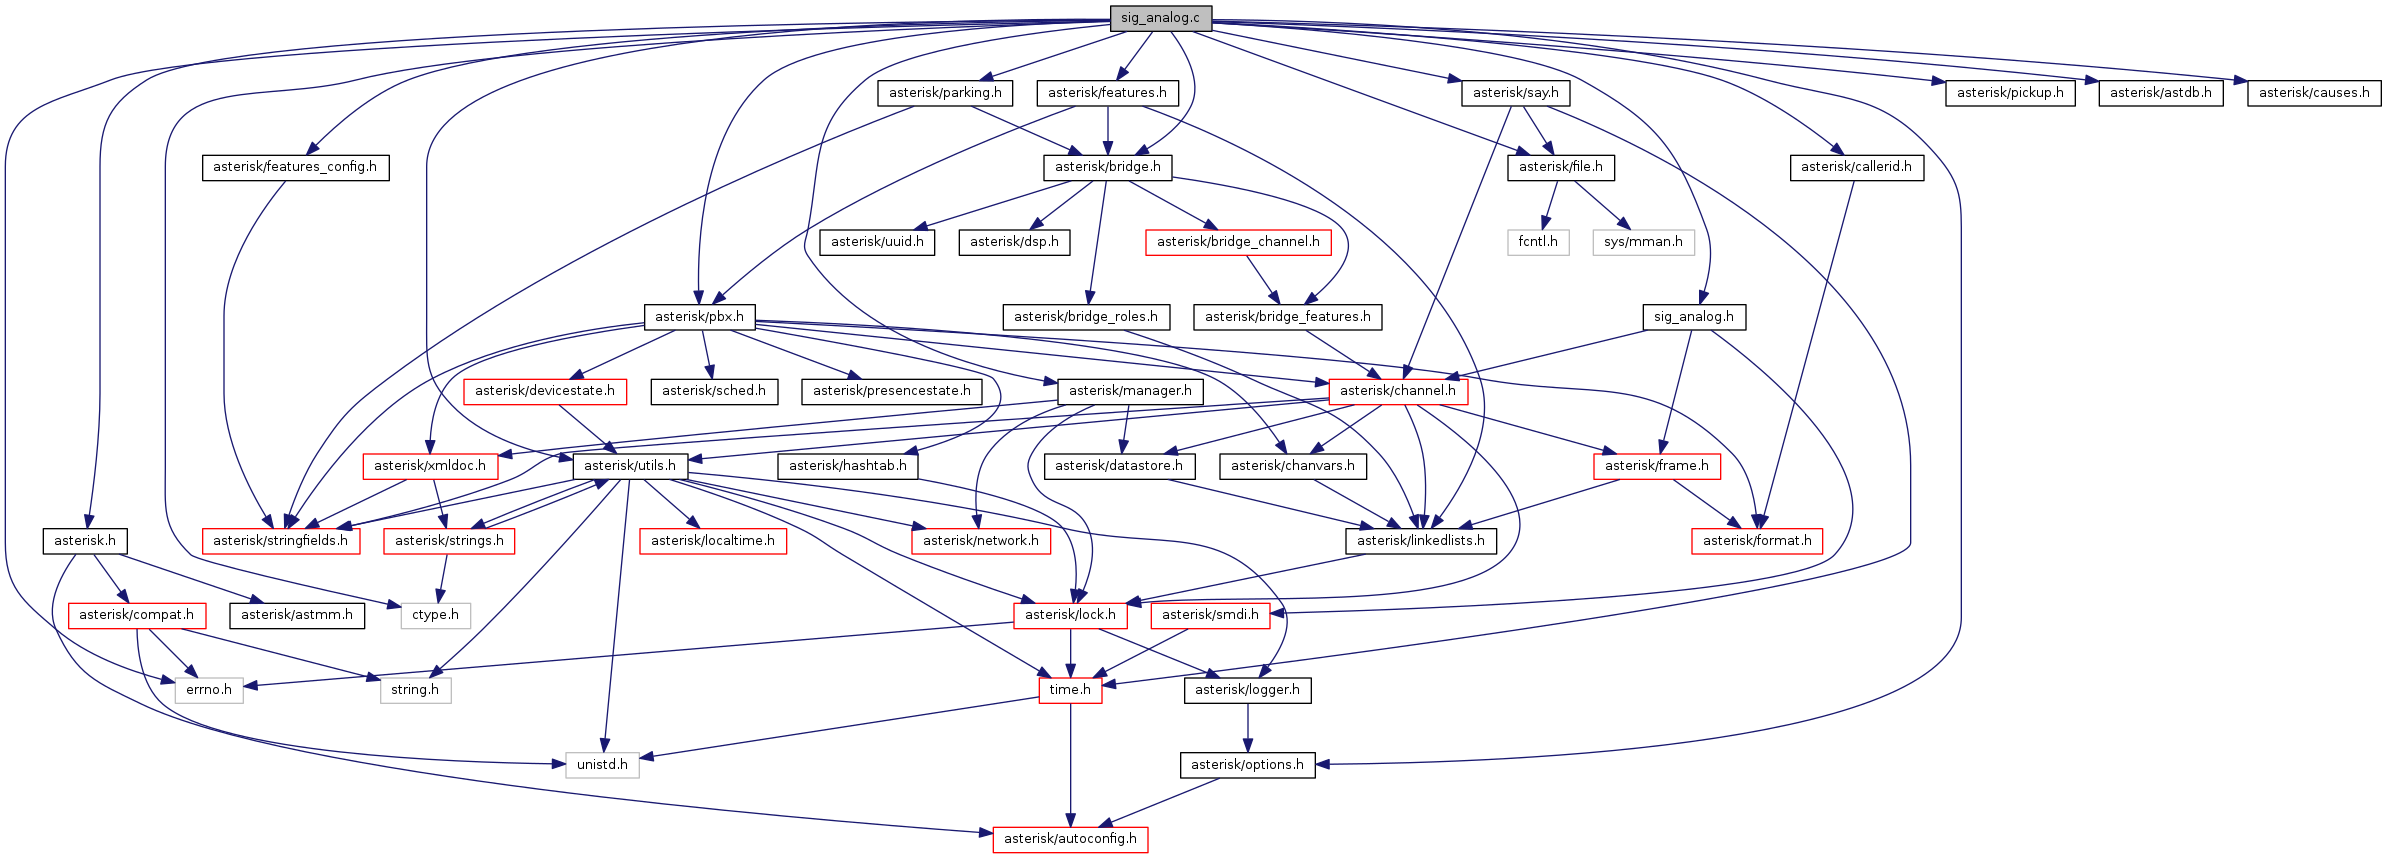 sig_analog.c
asterisk/parking.h
asterisk/features.h
asterisk/say.h
asterisk/pickup.h
asterisk/astdb.h
asterisk/causes.h
asterisk/features_config.h
asterisk/bridge.h
asterisk/file.h
asterisk/callerid.h
asterisk/uuid.h
asterisk/dsp.h
asterisk/bridge_channel.h
fcntl.h
sys/mman.h
asterisk/pbx.h
asterisk/bridge_roles.h
asterisk/bridge_features.h
sig_analog.h
asterisk/devicestate.h
asterisk/sched.h
asterisk/presencestate.h
asterisk/manager.h
asterisk/channel.h
asterisk/xmldoc.h
asterisk/utils.h
asterisk/hashtab.h
asterisk/datastore.h
asterisk/chanvars.h
asterisk/frame.h
asterisk.h
asterisk/stringfields.h
asterisk/strings.h
asterisk/localtime.h
asterisk/network.h
asterisk/linkedlists.h
asterisk/format.h
asterisk/compat.h
asterisk/astmm.h
ctype.h
asterisk/lock.h
asterisk/smdi.h
errno.h
string.h
time.h
asterisk/logger.h
unistd.h
asterisk/options.h
asterisk/autoconfig.h